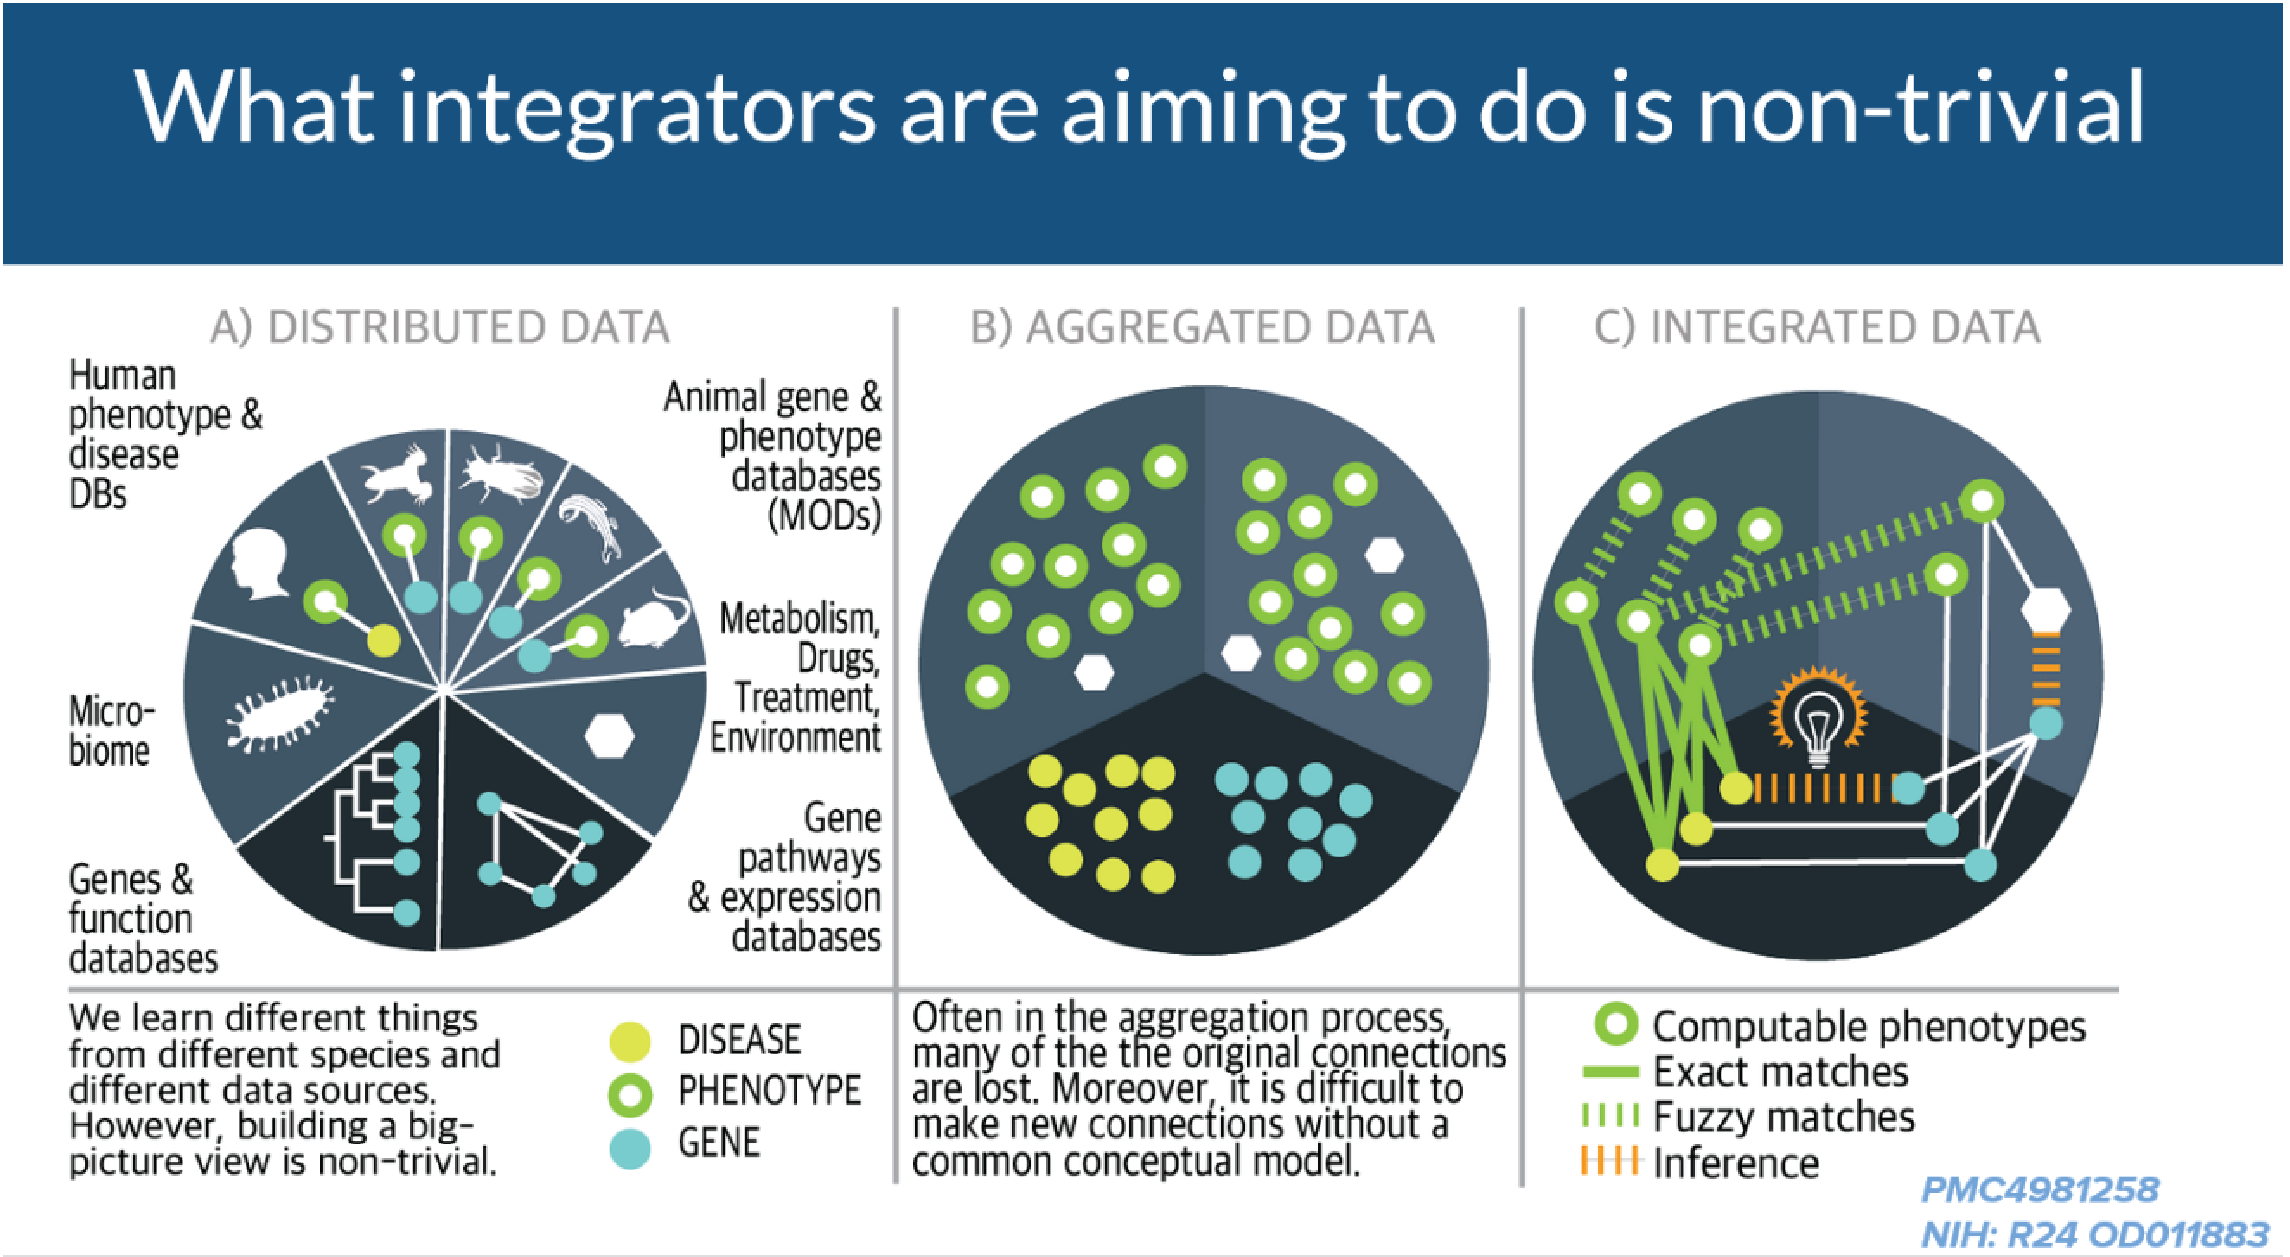 What integrators are aiming to do is non-trivial
A) DISTRIBUTED DATA
Human
phenotype &
disease
DBs
Animal gene &
phenotype
databases
(MODs)
Metabolism,
Drugs,
Treatment,
Environment
Micro-
biome
Gene
pathways
& expression
databases
Genes &
function
databases
We learn different things
from different species and
different data sources.
However, building a big-
picture view is non-trivial.
DISEASE
PHENOTYPE
GENE
B) AGGREGATED DATA
Often in the aggregation process,
many of the the original connections
are lost. Moreover, it is difficult to
make new connections without a
common conceptual model.
C) INTEGRATED DATA
Computable phenotypes
Exact matches
Fuzzy matches
Inference
PMC4981258
NIH: R24 OD011883